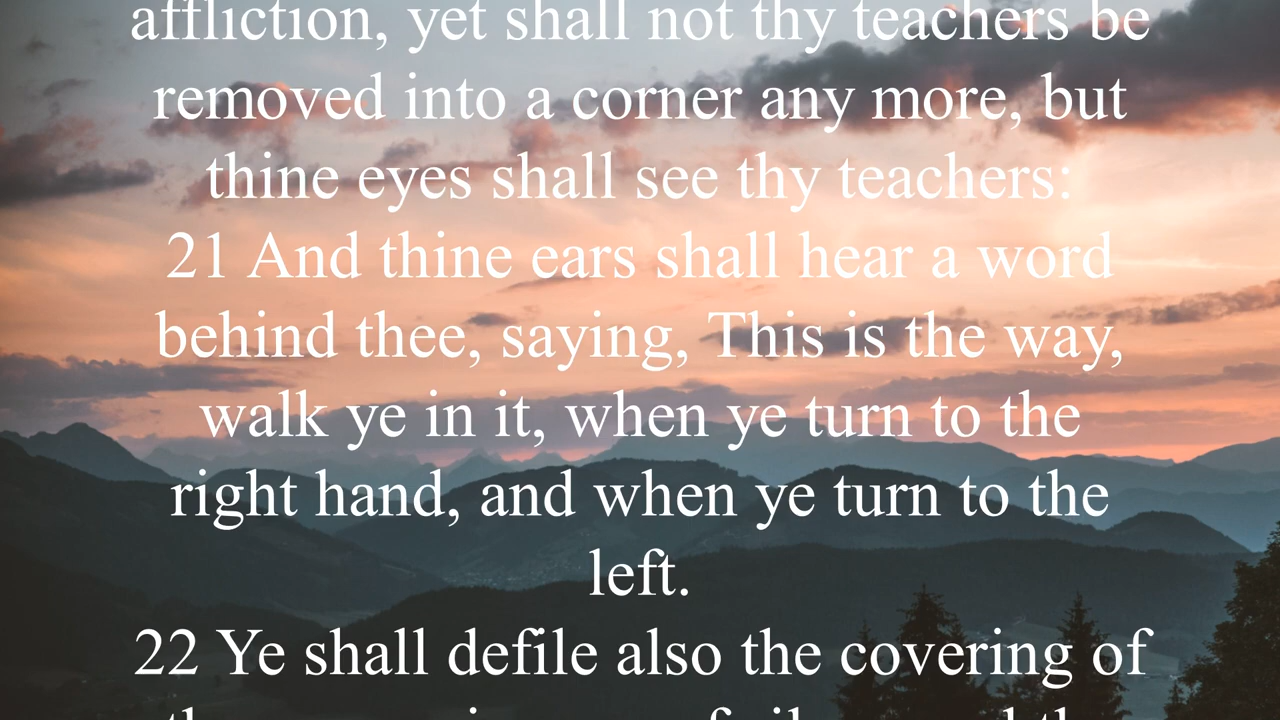 affliction, yet shall not thy teachers be
removed into a corner any more, but
thine eyes shall see thy teachers:
21 And thine ears shall hear a word
behind thee, saying, This is the way,
walk ye in it, when ye turn to the
right hand, and when ye turn to the
left.
22 Ye shall defile also the covering of